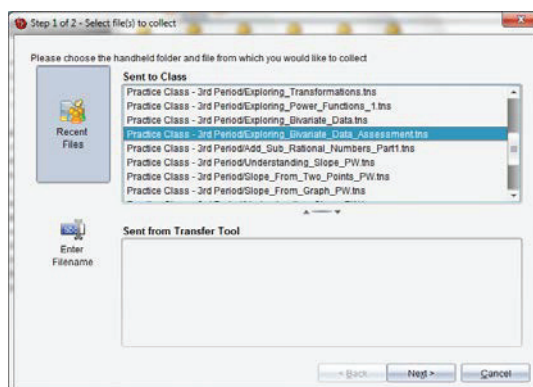 Step 1 of 2 - Select file(s) to collect
Please choose the handheld folder and file from which you would like to collect
Recent
Files
Enter
Filename
Sent to Class
Practice Class - 3rd Period/Exploring_Transformations.tns
Practice Class - 3rd Period/Exploring_Power_Functions_1.tns
Practice Class - 3rd Period/Exploring_Bivariate_Data.tns
Practice Class - 3rd Period/Exploring_Bivariate_Data_Assessment.tns
Practice Class - 3rd Period/Add_Sub_Rational_Numbers_Part1.tns
Practice Class - 3rd Period/Understanding_Slope_PW.tns
Practice Class - 3rd Period/Slope_From_Two_Points_PW.tns
Practice Class - 3rd Period/Slope_From_Graph_PW.tns
Sent from Transfer Tool
< Back
Next >
Cancel